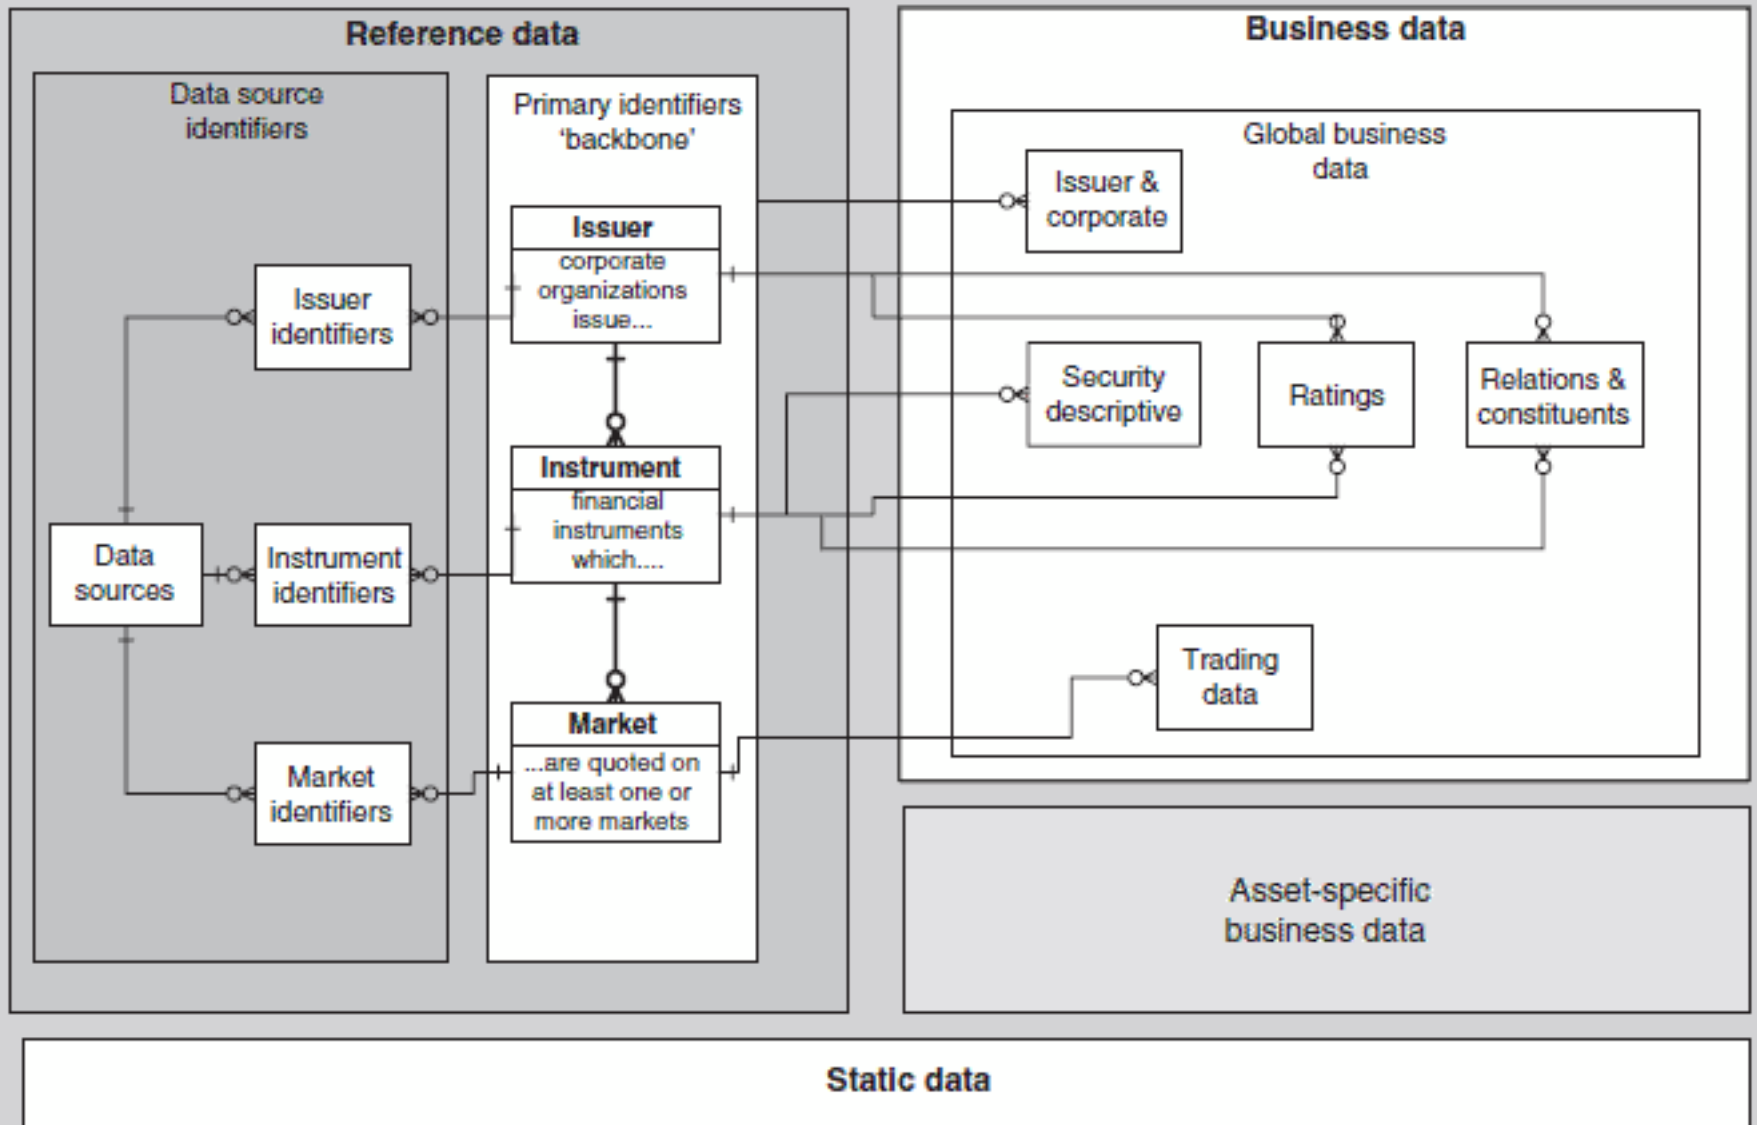 Reference data
Data source
identifiers
Primary identifiers
'backbone'
Issuer
corporate
organizations
issue...
Issuer
identifiers
Instrument
financial
instruments
which....
Data
sources
Instrument
identifiers
Market
...are quoted on
at least one or
more markets
Market
identifiers
Business data
Global business
data
Issuer &
corporate
Security
descriptive
Ratings
Relations &
constituents
Trading
data
Asset-specific
business data
Static data